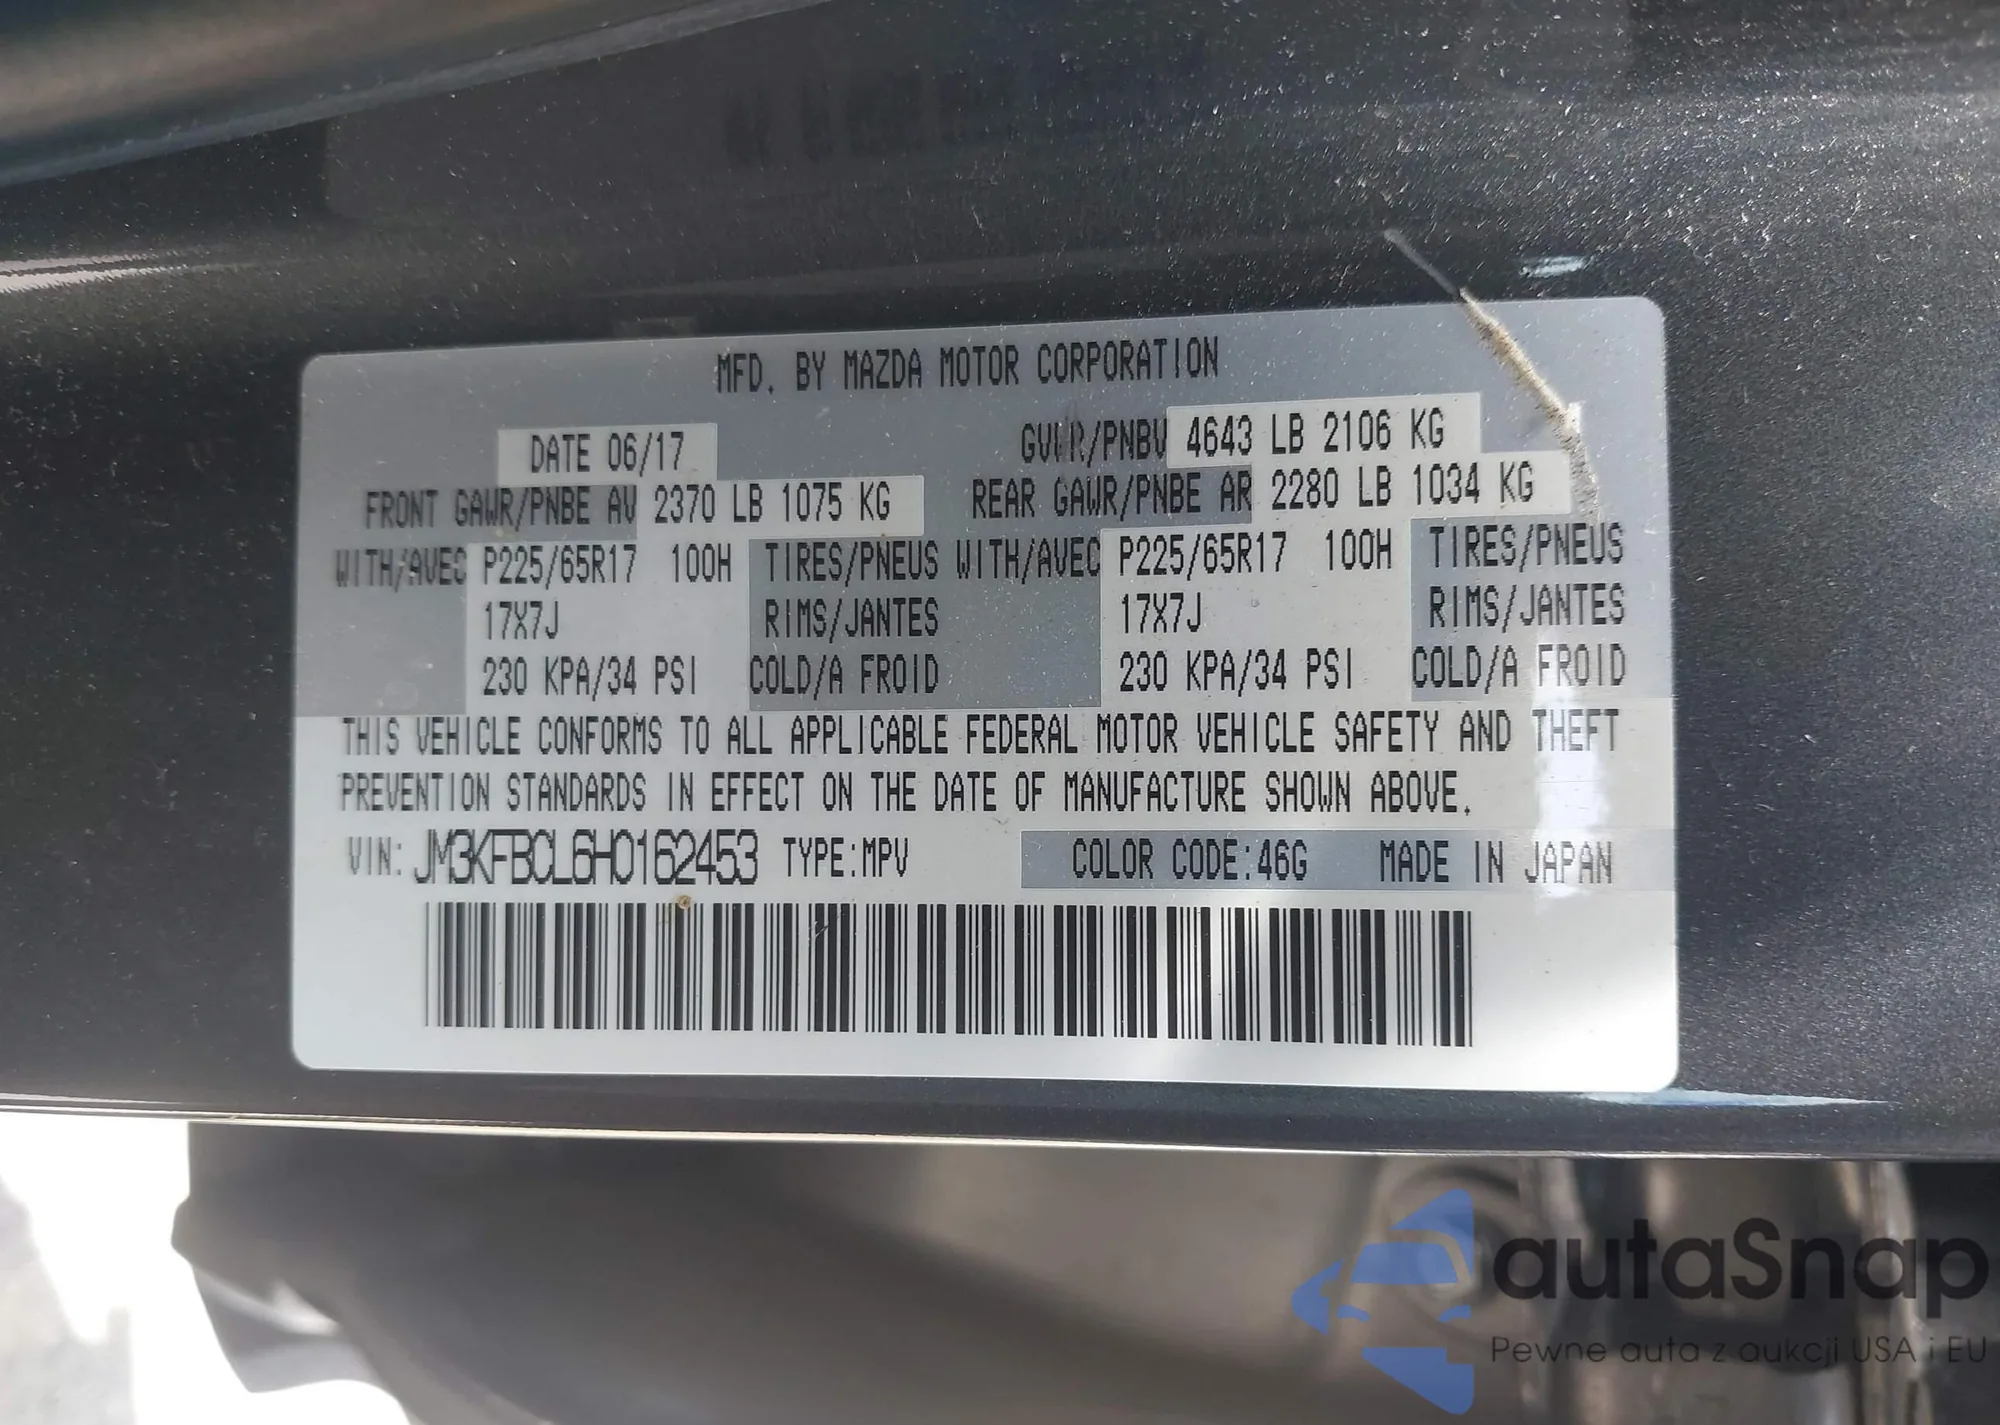 MFD. BY MAZDA MOTOR CORPORATION
DATE 06/17 GVWR/PNBV 4643 LB 2106 KG
FRONT GAWR/PNBE AV 2370 LB 1075 KG REAR GAWR/PNBE AR 2280 LB 1034 KG
WITH/AVEC P225/65R17 100H TIRES/PNEUS WITH/AVEC P225/65R17 100H TIRES/PNEUS
17X7J RIMS/JANTES 17X7J RIMS/JANTES
230 KPA/34 PSI COLD/A FROID 230 KPA/34 PSI COLD/A FROID
THIS VEHICLE CONFORMS TO ALL APPLICABLE FEDERAL MOTOR VEHICLE SAFETY AND THEFT
PREVENTION STANDARDS IN EFFECT ON THE DATE OF MANUFACTURE SHOWN ABOVE.
VIN: JM3KFBCL6H0162453 TYPE:MPV COLOR CODE:46G MADE IN JAPAN
autaSnap
Pewne auta z aukcji USA i EU